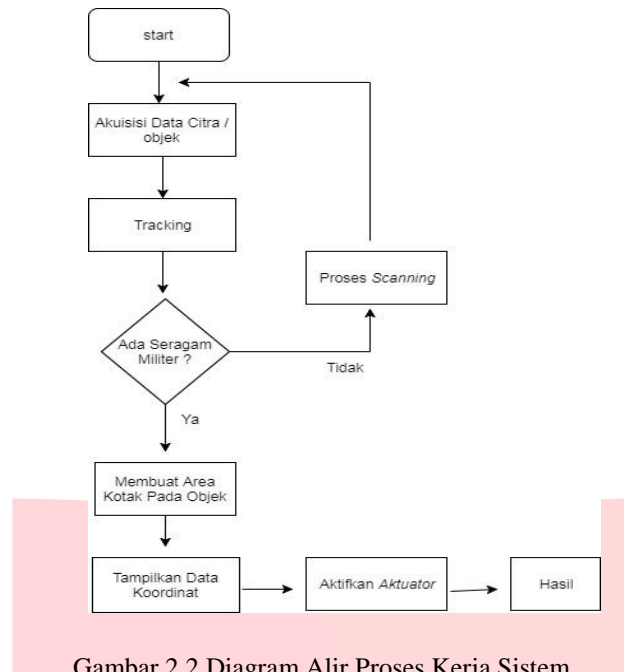 start
Akuisisi Data Citra /
objek
Tracking
Proses Scanning
Ada Seragam
Militer ?
Tidak
Ya
Membuat Area
Kotak Pada Objek
Tampilkan Data
Koordinat
Aktifkan Aktuator
Hasil
Gambar 2.2 Diagram Alir Proses Kerja Sistem